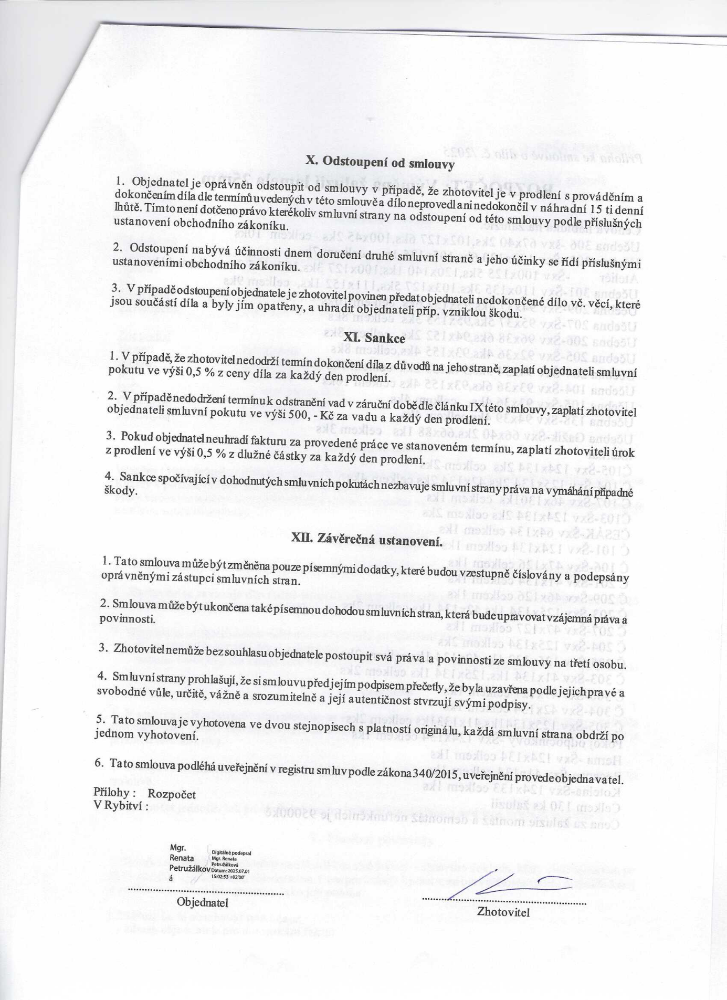 X. Odstoupení od smlouvy
1. Objednatel je oprávněn odstoupit od smlouvy v případě, že zhotovitel je v prodlení s prováděním a
dokončením díla dle termínů uvedených v této smlouvě a dílo neprovedl ani nedokončil v náhradní 15 ti denní
lhůtě. Tímto není dotčeno právo kterékoliv smluvní strany na odstoupení od této smlouvy podle příslušných
ustanovení obchodního zákoníku.
2. Odstoupení nabývá účinnosti dnem doručení druhé smluvní straně a jeho účinky se řídí příslušnými
ustanoveními obchodního zákoníku.
3. V případě odstoupení objednatele je zhotovitel povinen předat objednateli nedokončené dílo vč. věcí, které
jsou součástí díla a byly jím opatřeny, a uhradit objednateli příp. vzniklou škodu.
XI. Sankce
1. V případě, že zhotovitel nedodrží termín dokončení díla z důvodů na jeho straně, zaplatí objednateli smluvní
pokutu ve výši 0,5 % z ceny díla za každý den prodlení.
2. V případě nedodržení termínu k odstranění vad v záruční době dle článku IX této smlouvy, zaplatí zhotovitel
objednateli smluvní pokutu ve výši 500, - Kč za vadu a každý den prodlení.
3. Pokud objednatel neuhradí fakturu za provedené práce ve stanoveném termínu, zaplatí zhotoviteli úrok
z prodlení ve výši 0,5 % z dlužné částky za každý den prodlení.
4. Sankce spočívající v dohodnutých smluvních pokutách nezbavuje smluvní strany práva na vymáhání případné
škody.
XII. Závěrečná ustanovení.
1. Tato smlouva může být změněna pouze písemnými dodatky, které budou vzestupně číslovány a podepsány
oprávněnými zástupci smluvních stran.
2. Smlouva může být ukončena také písemnou dohodou smluvních stran, která bude upravovat vzájemná práva a
povinnosti.
3. Zhotovitel nemůže bez souhlasu objednatele postoupit svá práva a povinnosti ze smlouvy na třetí osobu.
4. Smluvní strany prohlašují, že si smlouvu před jejím podpisem přečetly, že byla uzavřena podle jejich pravé a
svobodné vůle, určitě, vážně a srozumitelně a její autentičnost stvrzují svými podpisy.
5. Tato smlouva je vyhotovena ve dvou stejnopisech s platností originálu, každá smluvní strana obdrží po
jednom vyhotovení.
6. Tato smlouva podléhá uveřejnění v registru smluv podle zákona 340/2015, uveřejnění provede objednavatel.
Přílohy : Rozpočet
V Rybitví :
Mgr.
Renata
Petružálkov
á
Digitálně podepsal
Mgr. Renata
Petružálková
Datum: 2025.07.01
15:02:53 +02'00'
Objednatel
Zhotovitel